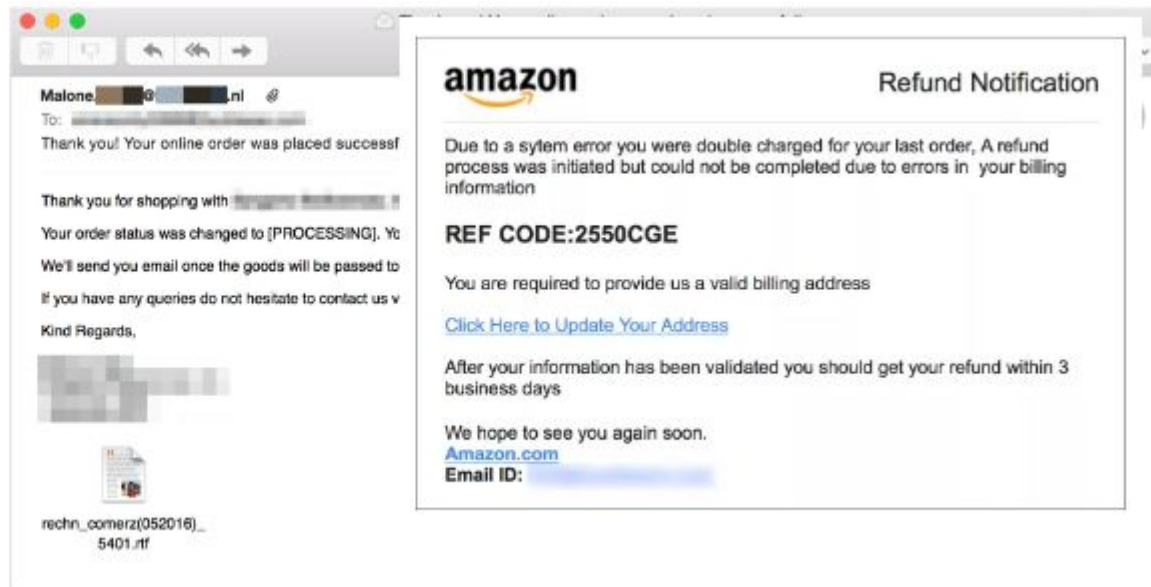 Malone. @ .nl
To:
Thank you! Your online order was placed successf
Thank you for shopping with
Your order status was changed to [PROCESSING]. Yo
We'll send you email once the goods will be passed to
If you have any queries do not hesitate to contact us v
Kind Regards,
rechn_comerz(052016)_
5401.rtf
amazon
Refund Notification
Due to a sytem error you were double charged for your last order, A refund
process was initiated but could not be completed due to errors in your billing
information
REF CODE:2550CGE
You are required to provide us a valid billing address
Click Here to Update Your Address
After your information has been validated you should get your refund within 3
business days
We hope to see you again soon.
Amazon.com
Email ID: